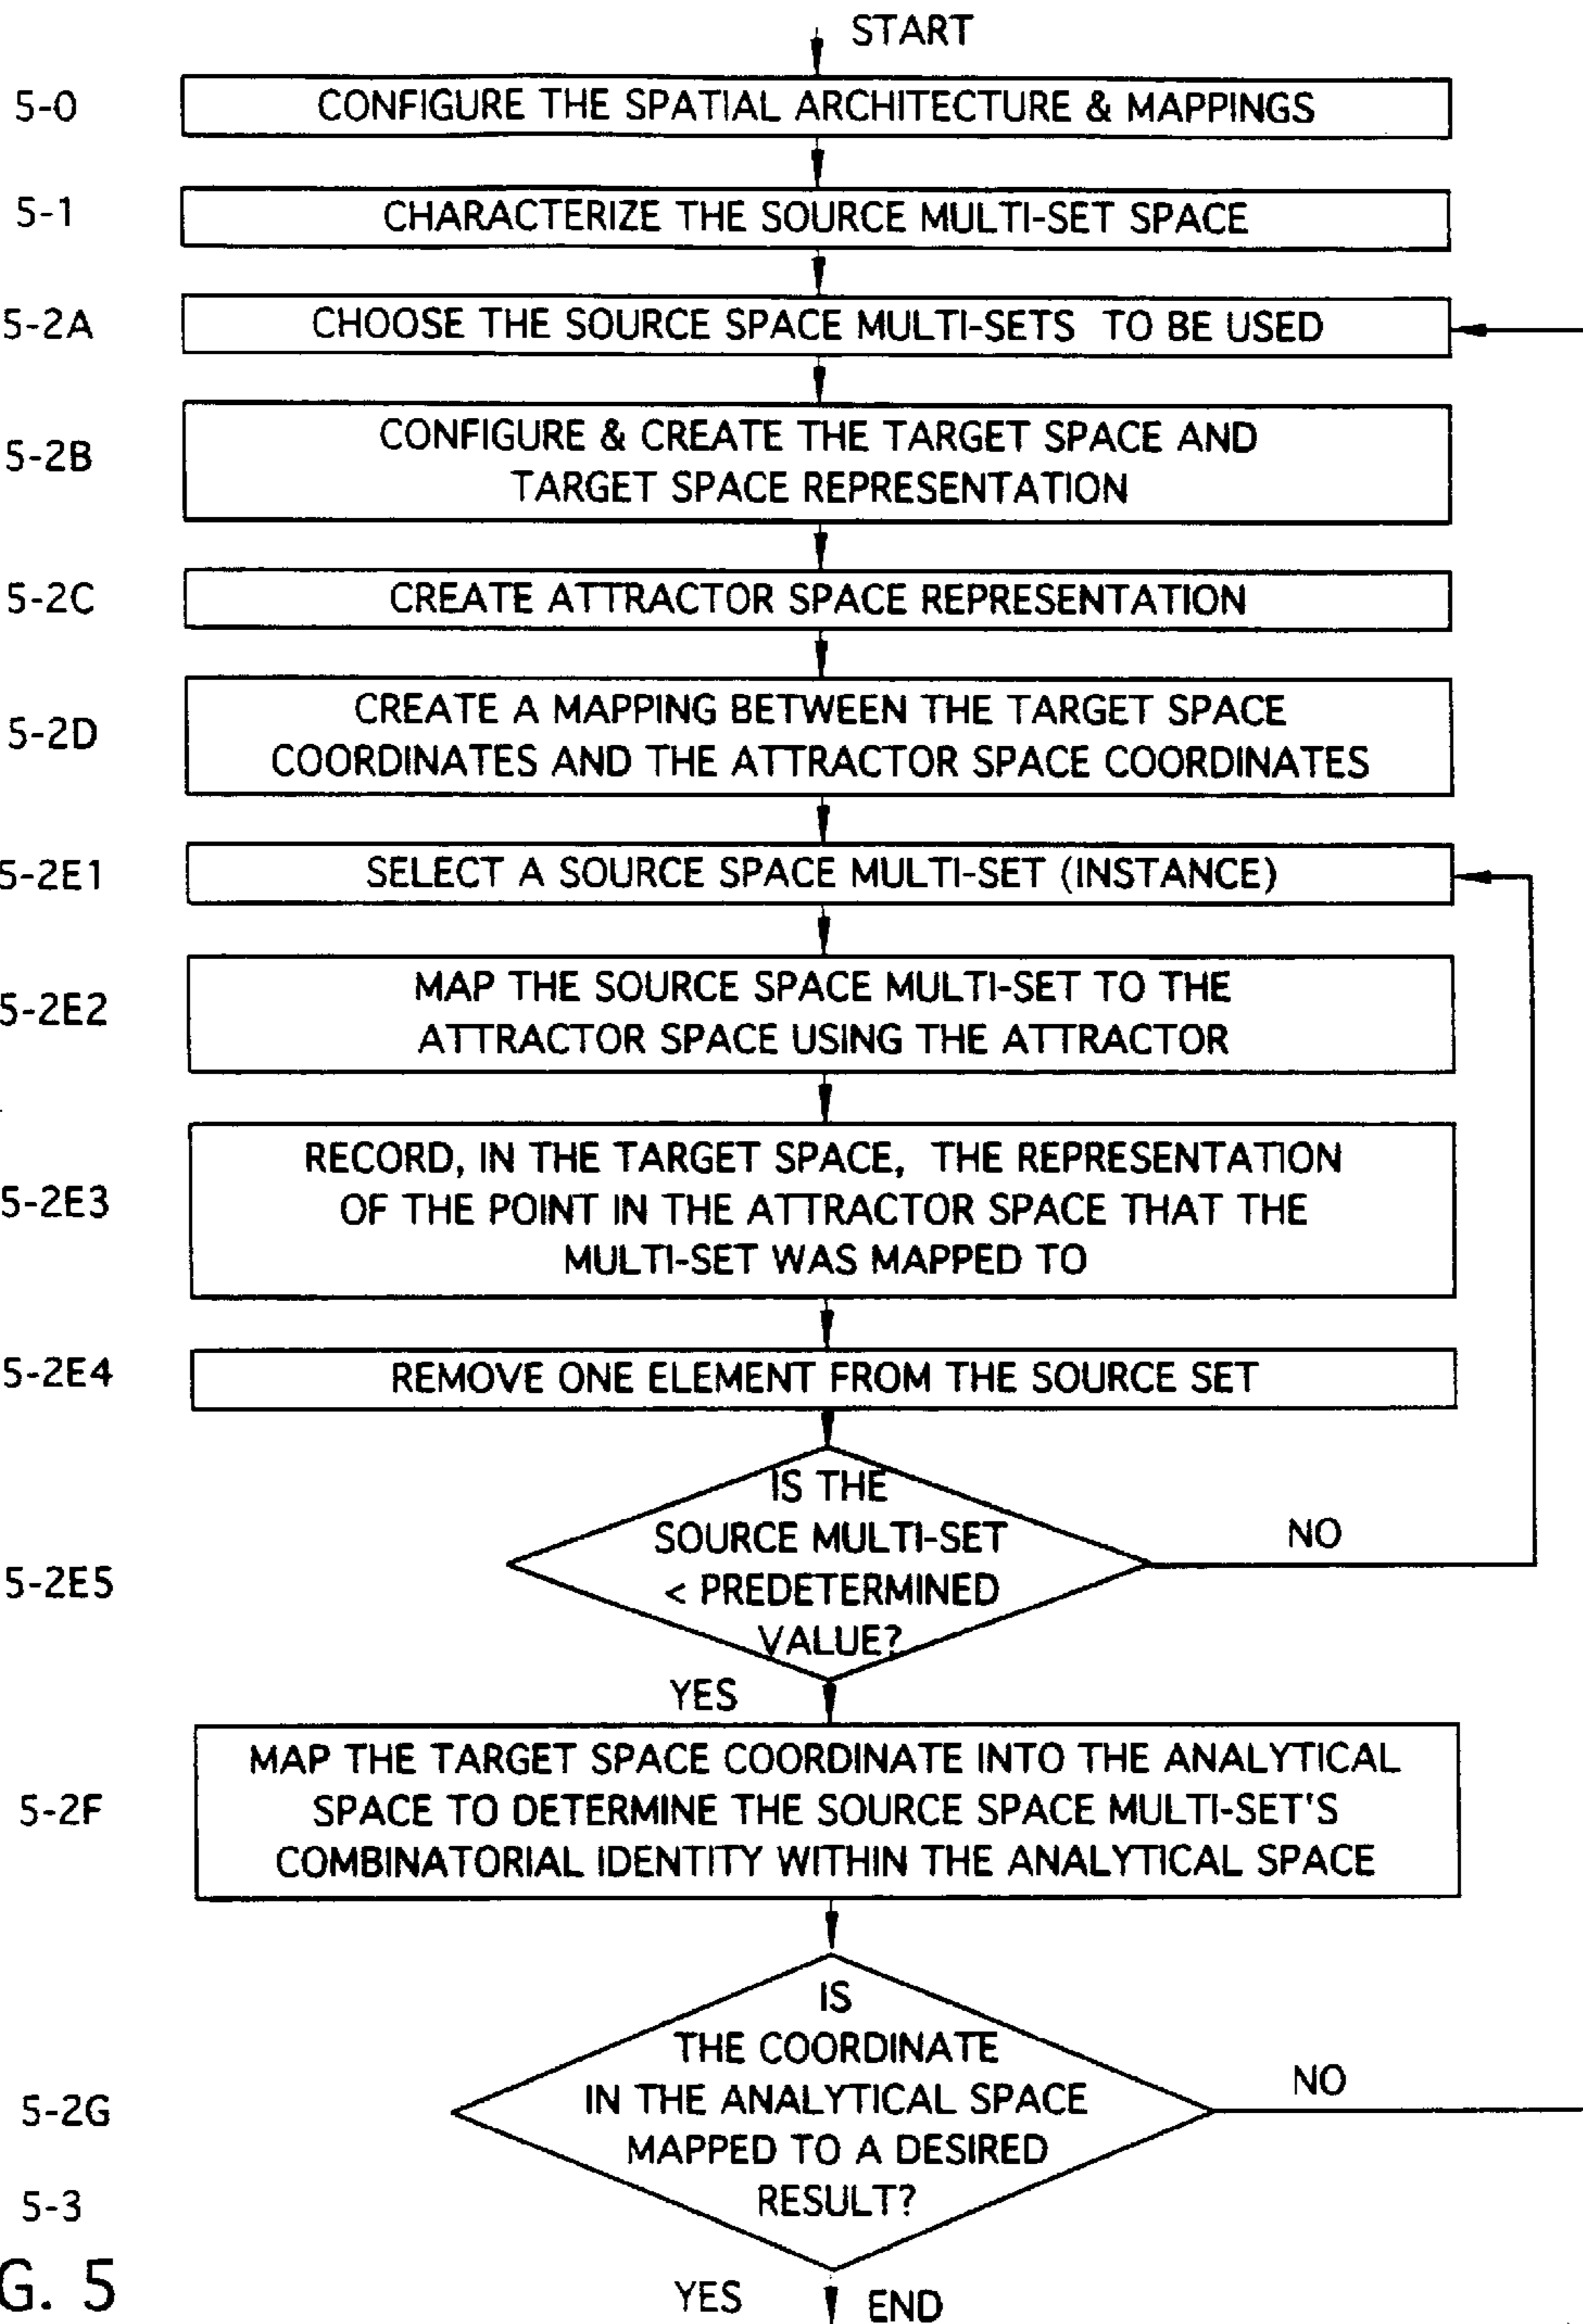 START
5-0 CONFIGURE THE SPATIAL ARCHITECTURE & MAPPINGS
5-1 CHARACTERIZE THE SOURCE MULTI-SET SPACE
5-2A CHOOSE THE SOURCE SPACE MULTI-SETS TO BE USED
5-2B
CONFIGURE & CREATE THE TARGET SPACE AND
TARGET SPACE REPRESENTATION
5-2C CREATE ATTRACTOR SPACE REPRESENTATION
5-2D
CREATE A MAPPING BETWEEN THE TARGET SPACE
COORDINATES AND THE ATTRACTOR SPACE COORDINATES
5-2E1 SELECT A SOURCE SPACE MULTI-SET (INSTANCE)
5-2E2
MAP THE SOURCE SPACE MULTI-SET TO THE
ATTRACTOR SPACE USING THE ATTRACTOR
5-2E3
RECORD, IN THE TARGET SPACE, THE REPRESENTATION
OF THE POINT IN THE ATTRACTOR SPACE THAT THE
MULTI-SET WAS MAPPED TO
5-2E4 REMOVE ONE ELEMENT FROM THE SOURCE SET
5-2E5
IS THE
SOURCE MULTI-SET
< PREDETERMINED
VALUE?
NO
YES
5-2F
MAP THE TARGET SPACE COORDINATE INTO THE ANALYTICAL
SPACE TO DETERMINE THE SOURCE SPACE MULTI-SET'S
COMBINATORIAL IDENTITY WITHIN THE ANALYTICAL SPACE
5-2G
IS
THE COORDINATE
IN THE ANALYTICAL SPACE
MAPPED TO A DESIRED
RESULT?
NO
5-3
YES
END
G. 5